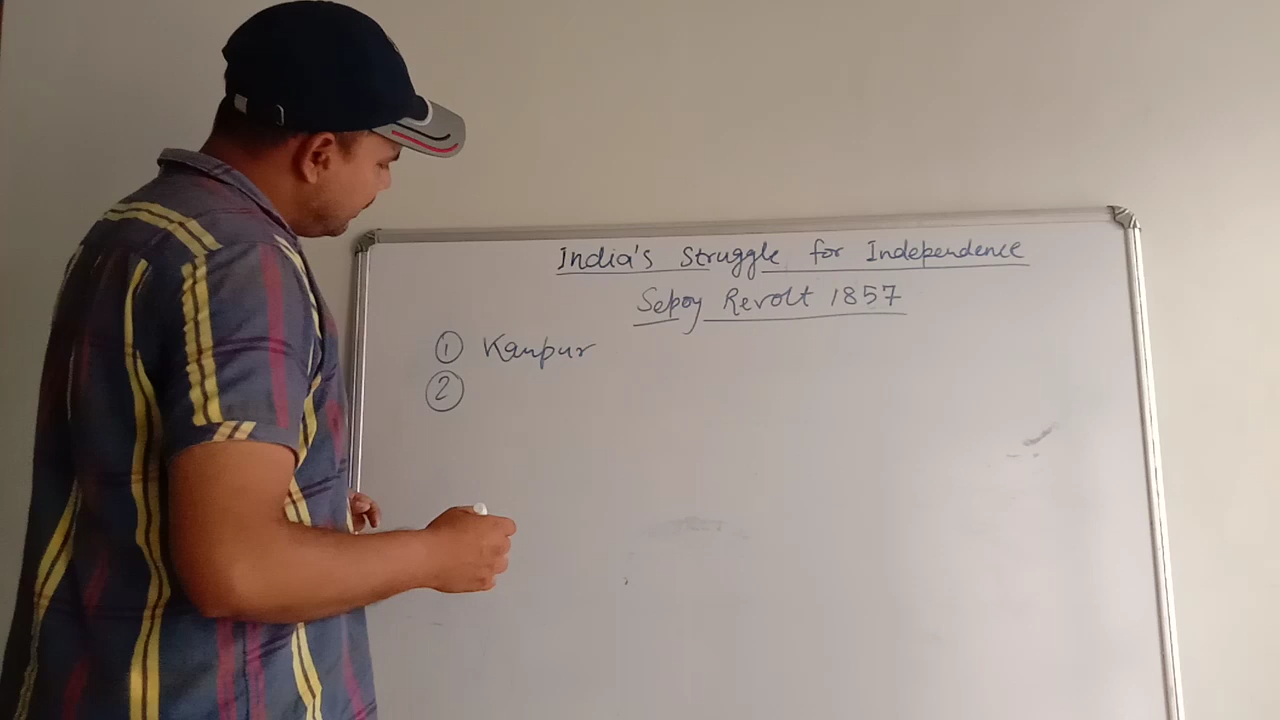 India's Struggle for Independence
Sepoy Revolt 1857
① Kanpur
②